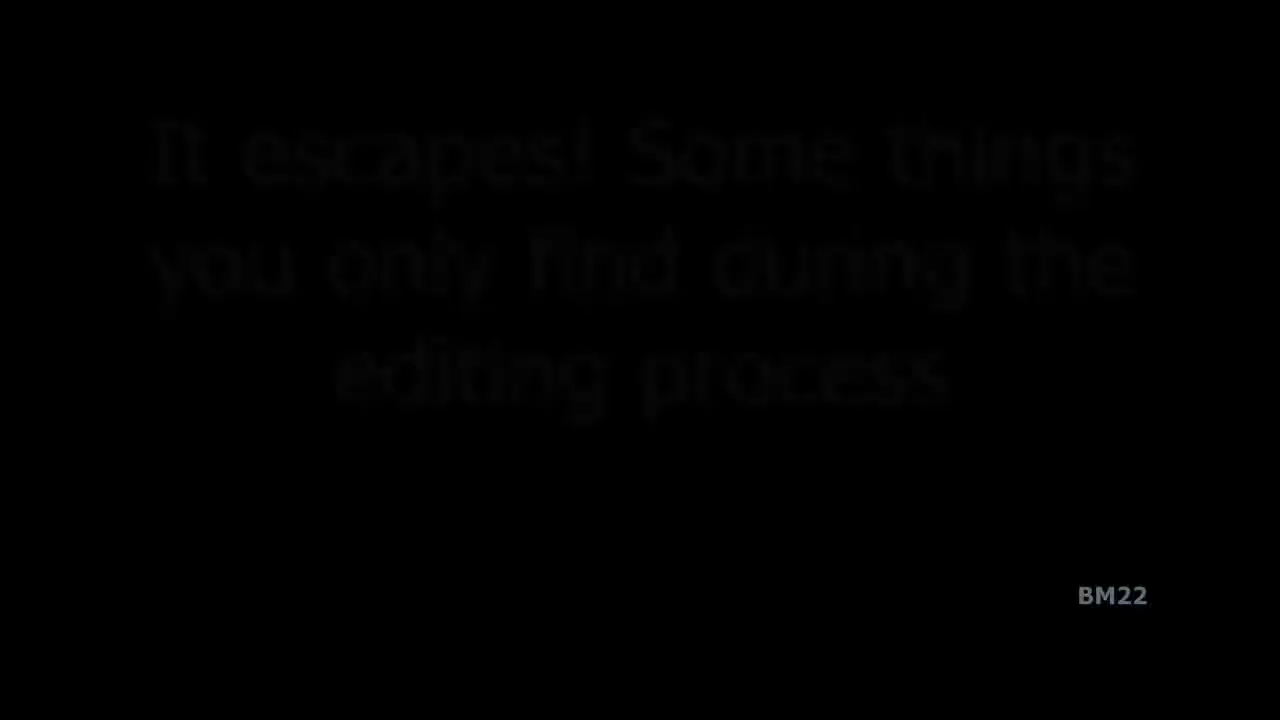 It escapes! Some things
you only find during the
editing process
BM22